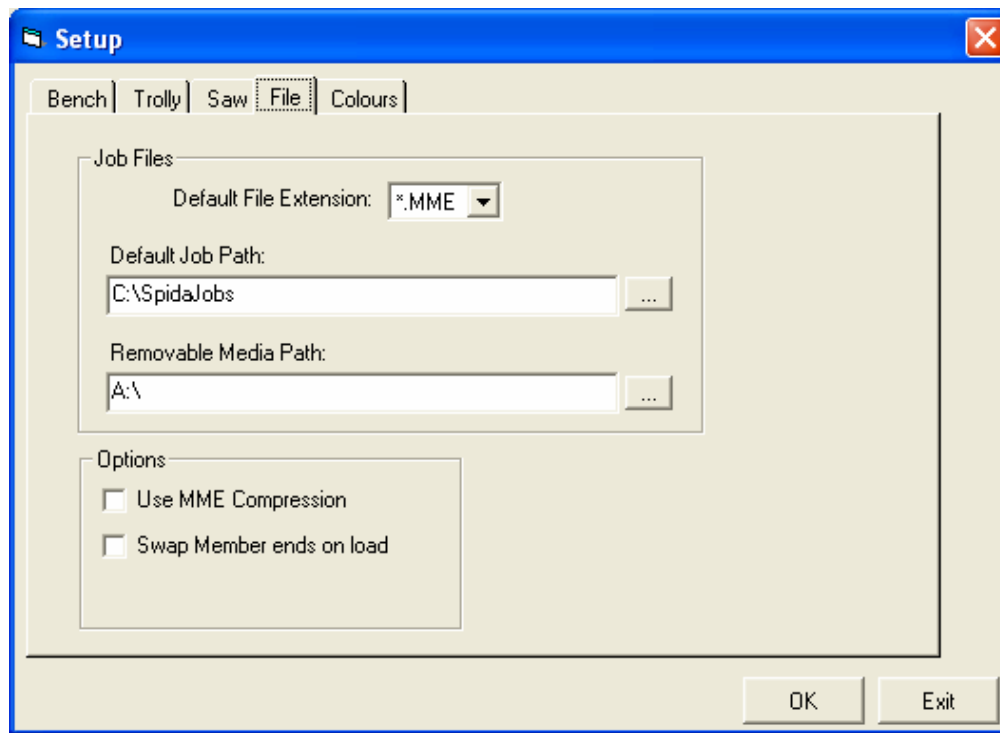 Setup
Bench Trolly Saw File Colours
Job Files
Default File Extension: *.MME
Default Job Path:
C:\SpidaJobs ...
Removable Media Path:
A:\ ...
Options
Use MME Compression
Swap Member ends on load
OK Exit